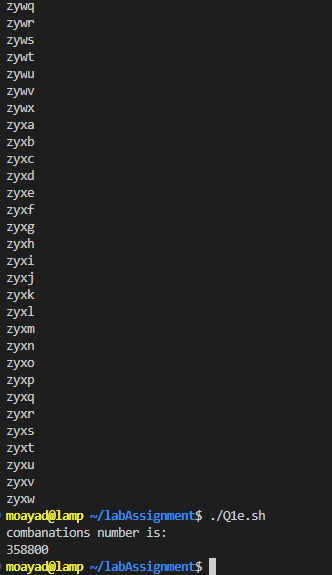 zywq
zywr
zyws
zywt
zywu
zywv
zywx
zyxa
zyxb
zyxc
zyxd
zyxe
zyxf
zyxg
zyxh
zyxi
zyxj
zyxk
zyxl
zyxm
zyxn
zyxo
zyxp
zyxq
zyxr
zyxs
zyxt
zyxu
zyxv
zyxw
moayad@lamp ~/labAssignment$ ./Q1e.sh
combanations number is:
358800
moayad@lamp ~/labAssignment$